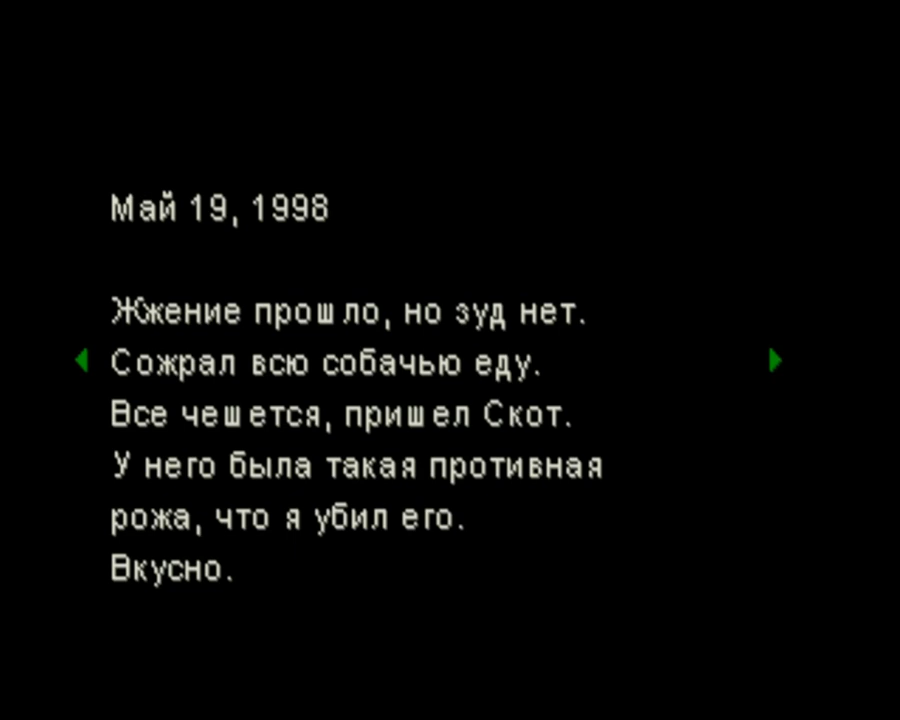 Май 19, 1998
Жжение прошло, но зуд нет.
Сожрал всю собачью еду.
Все чешется, пришел Скот.
У него была такая противная
рожа, что я убил его.
Вкусно.